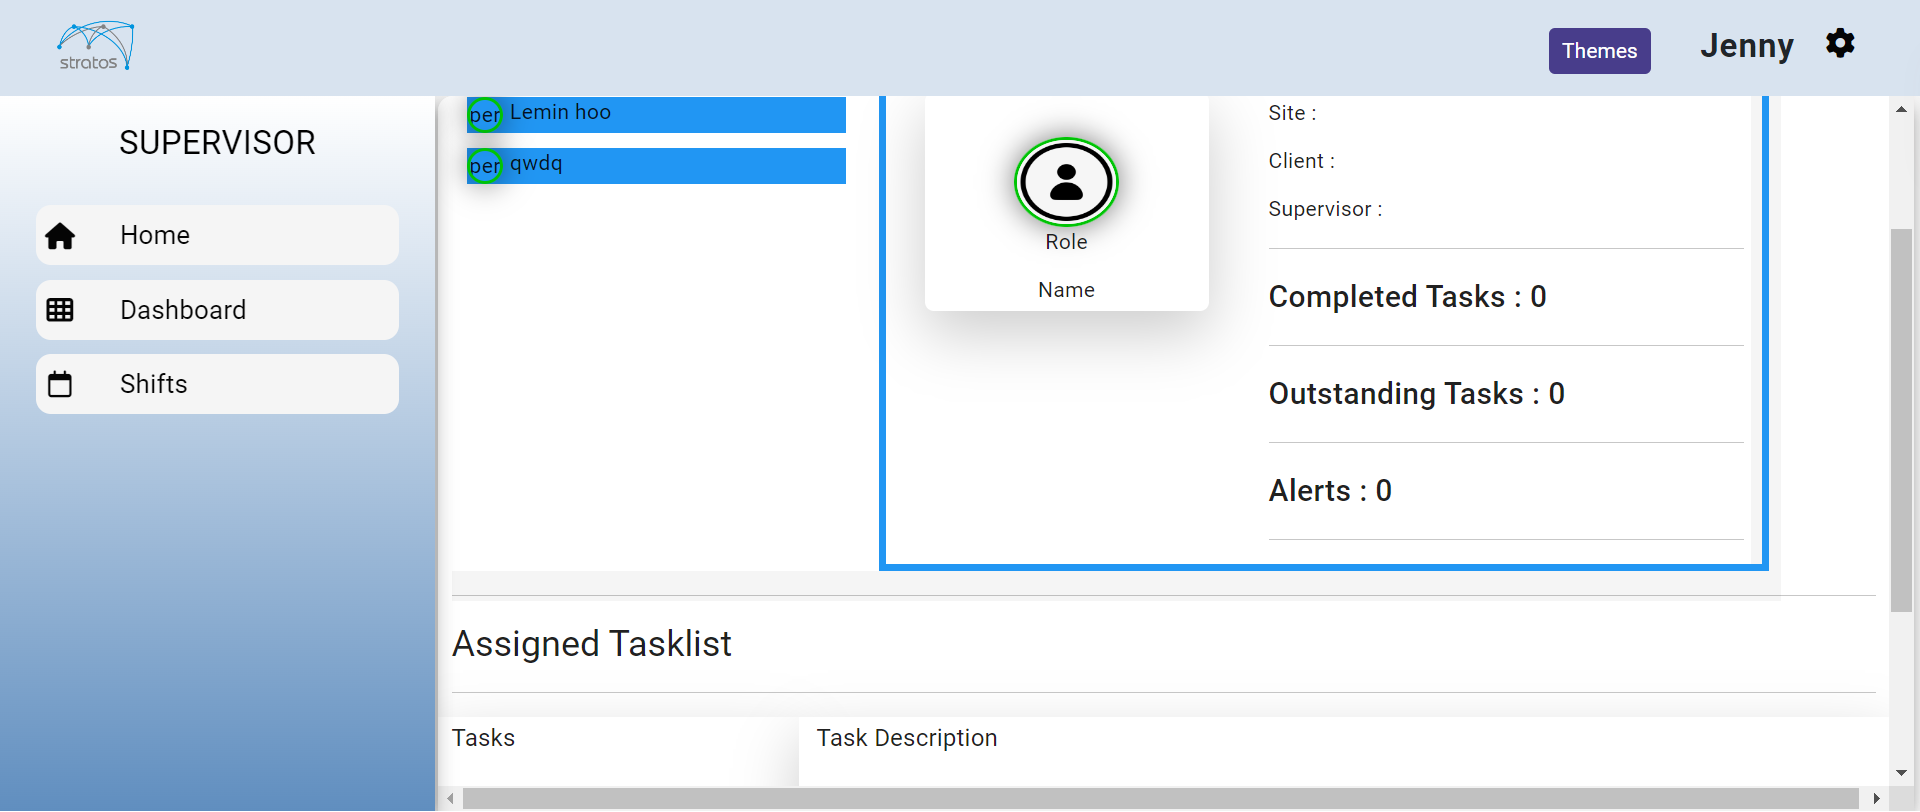 stratos
Themes
Jenny
SUPERVISOR
Home
Dashboard
Shifts
per Lemin hoo
per qwdq
Role
Name
Site :
Client :
Supervisor :
Completed Tasks : 0
Outstanding Tasks : 0
Alerts : 0
Assigned Tasklist
Tasks
Task Description